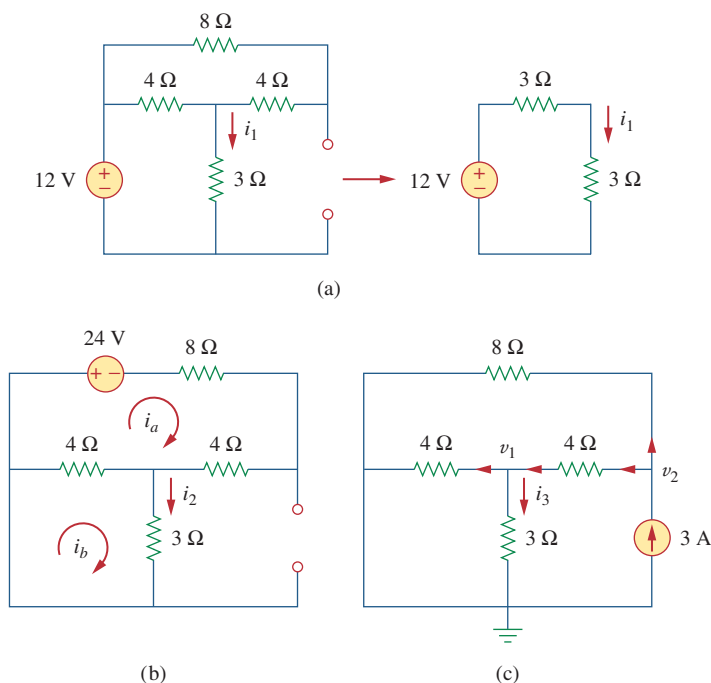 8 Ω
4 Ω 4 Ω 3 Ω
i1 i1
12 V + − 3 Ω 12 V + − 3 Ω
(a)
24 V
+ − 8 Ω 8 Ω
ia
4 Ω 4 Ω 4 Ω v1 4 Ω
i2 i3 v2
ib 3 Ω 3 Ω 3 A
(b) (c)